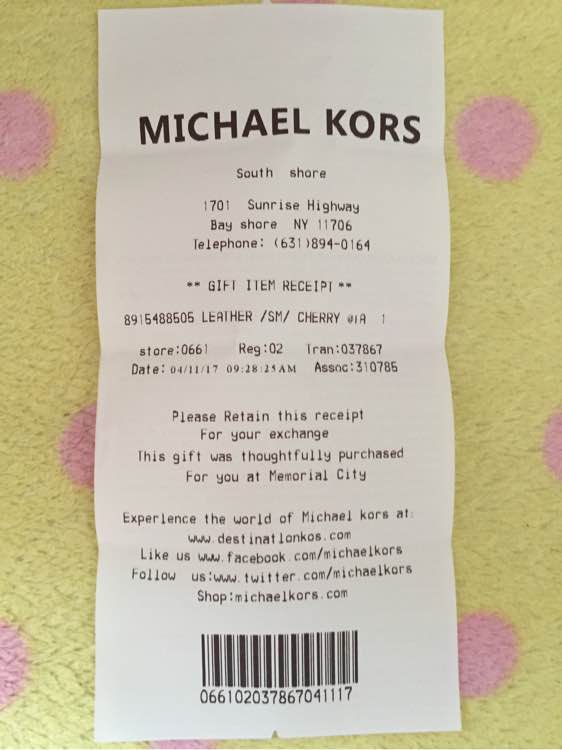 MICHAEL KORS
South shore
1701 Sunrise Highway
Bay shore NY 11706
Telephone: (631)894-0164
** GIFT ITEM RECEIPT **
8915488505 LEATHER /SM/ CHERRY 1
store:0661 Reg:02 Tran:037867
Date: 04/11/17 09:28:25AM Assoc:310785
Please Retain this receipt
For your exchange
This gift was thoughtfully purchased
For you at Memorial City
Experlence the world of Michael kors at:
www.destinatlonkos.com
Like us www.facebook.com/michaelkors
Follow us:www.twitter.com/michaelkors
Shop:michaelkors.com
066102037867041117